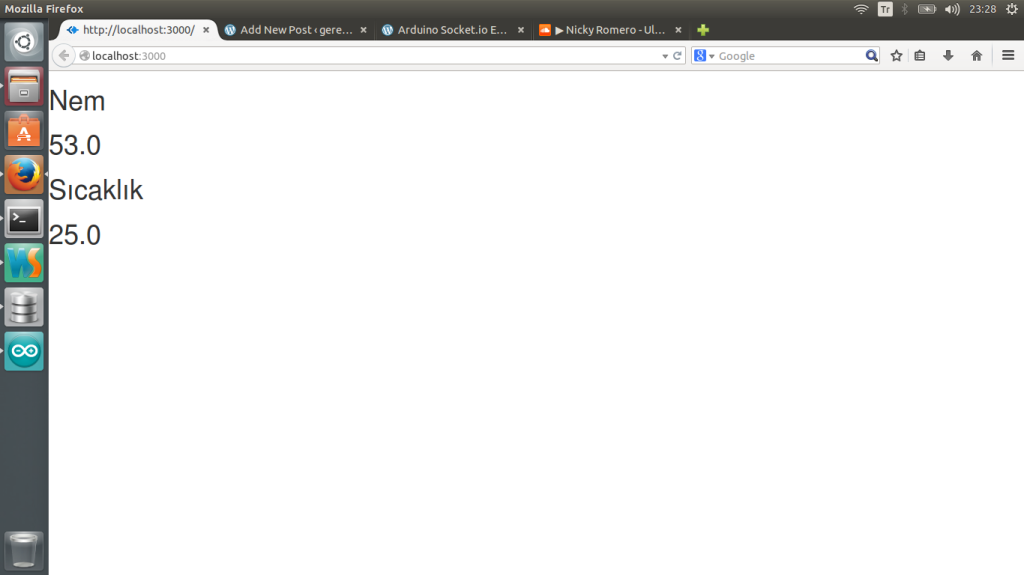 Mozilla Firefox
Tr
23:28
http://localhost:3000/
Add New Post ‹ gere...
Arduino Socket.io E...
▶ Nicky Romero - Ul...
localhost:3000
Google
Nem
53.0
Sıcaklık
25.0